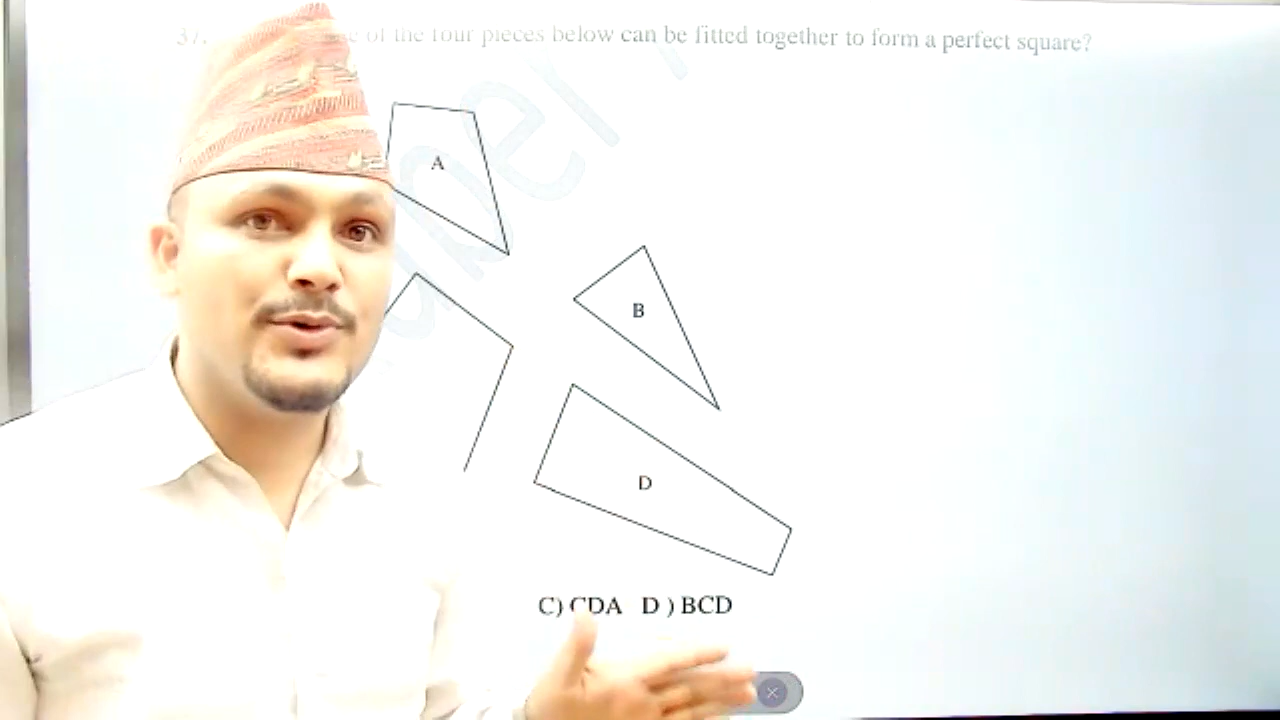 37. of the four pieces below can be fitted together to form a perfect square?
A
B
D
C) CDA D ) BCD